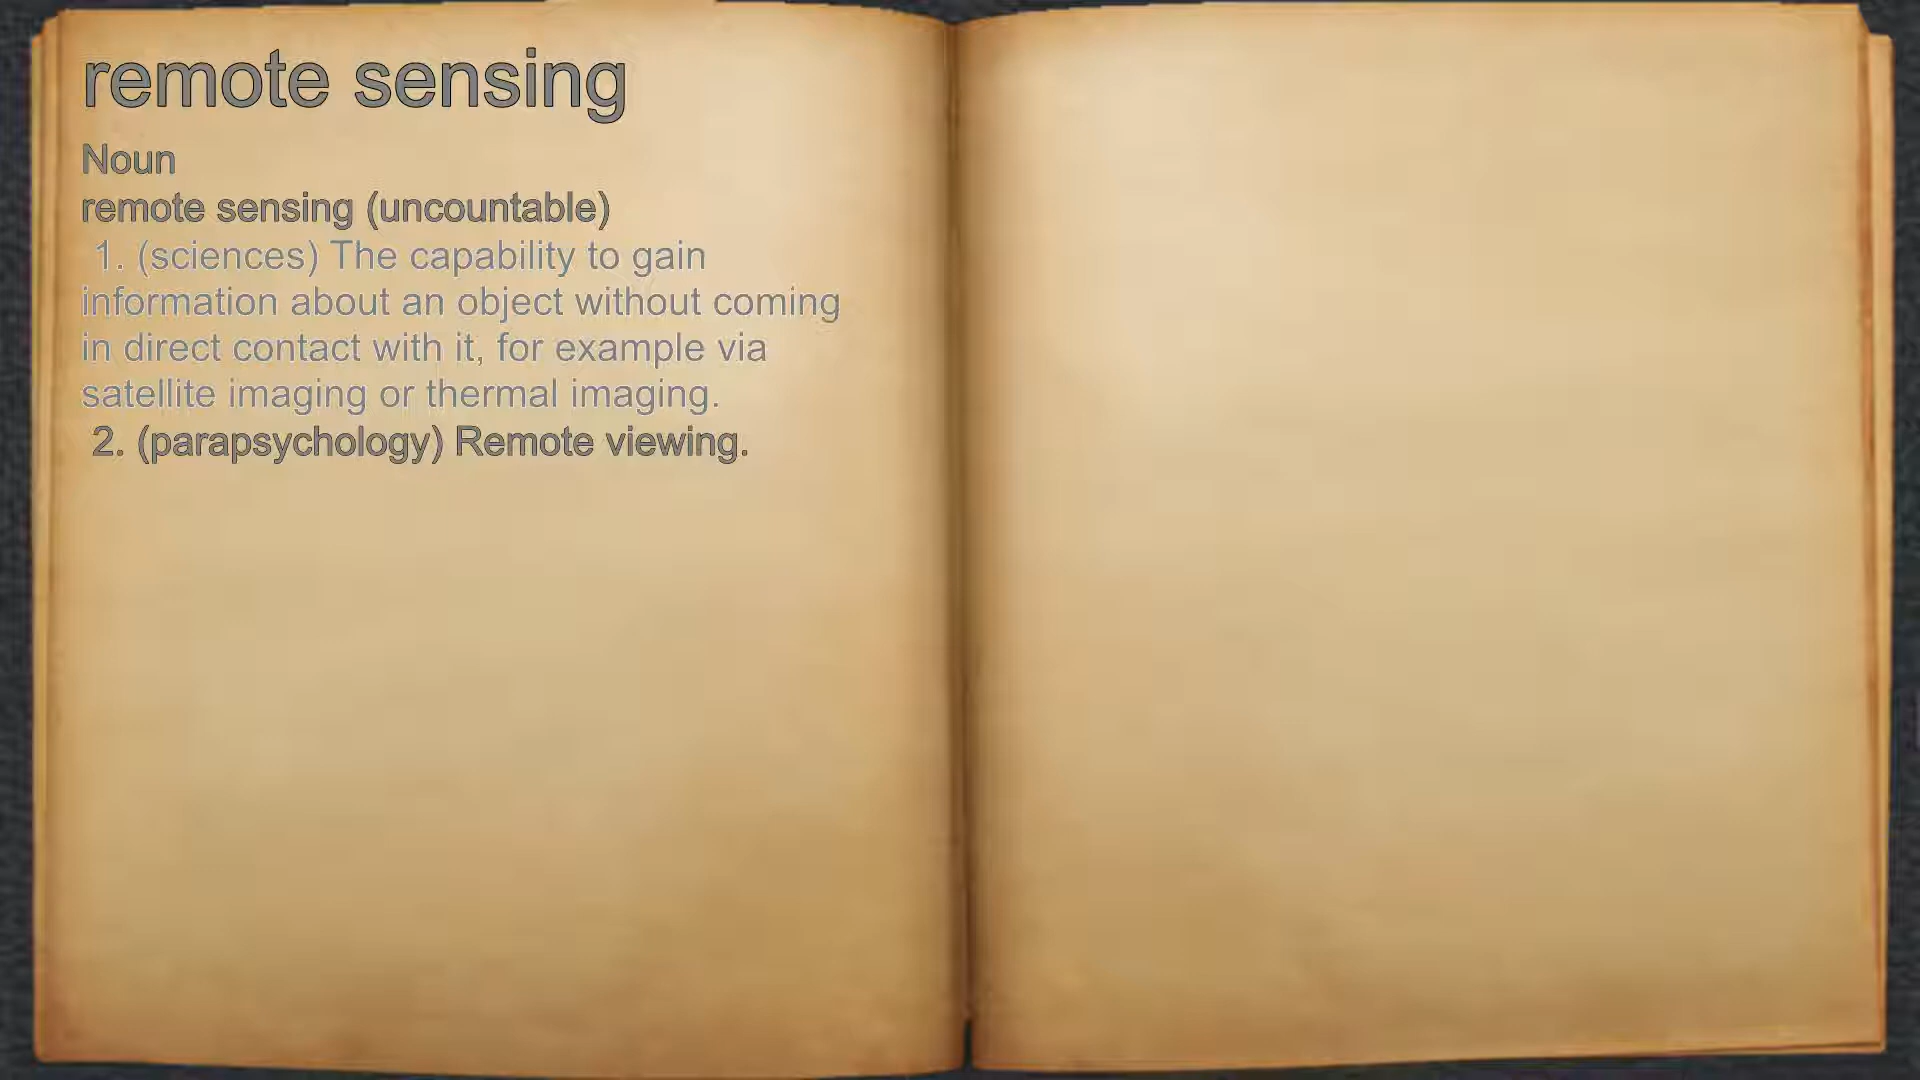 remote sensing
Noun
remote sensing (uncountable)
1. (sciences) The capability to gain
information about an object without coming
in direct contact with it, for example via
satellite imaging or thermal imaging.
2. (parapsychology) Remote viewing.